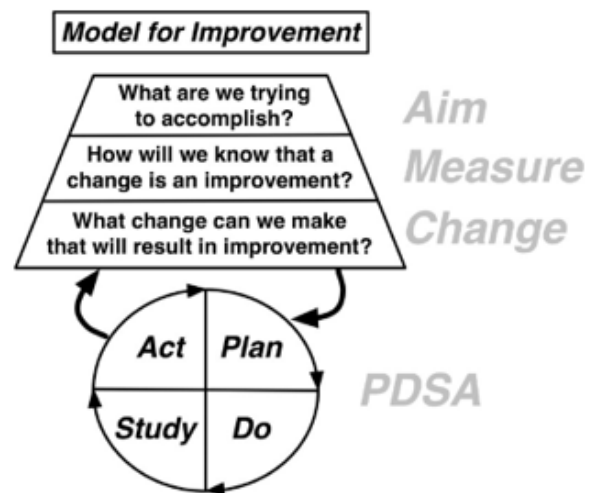 Model for Improvement
What are we trying
to accomplish?
Aim
How will we know that a
change is an improvement?
Measure
What change can we make
that will result in improvement?
Change
Act
Plan
Study
Do
PDSA